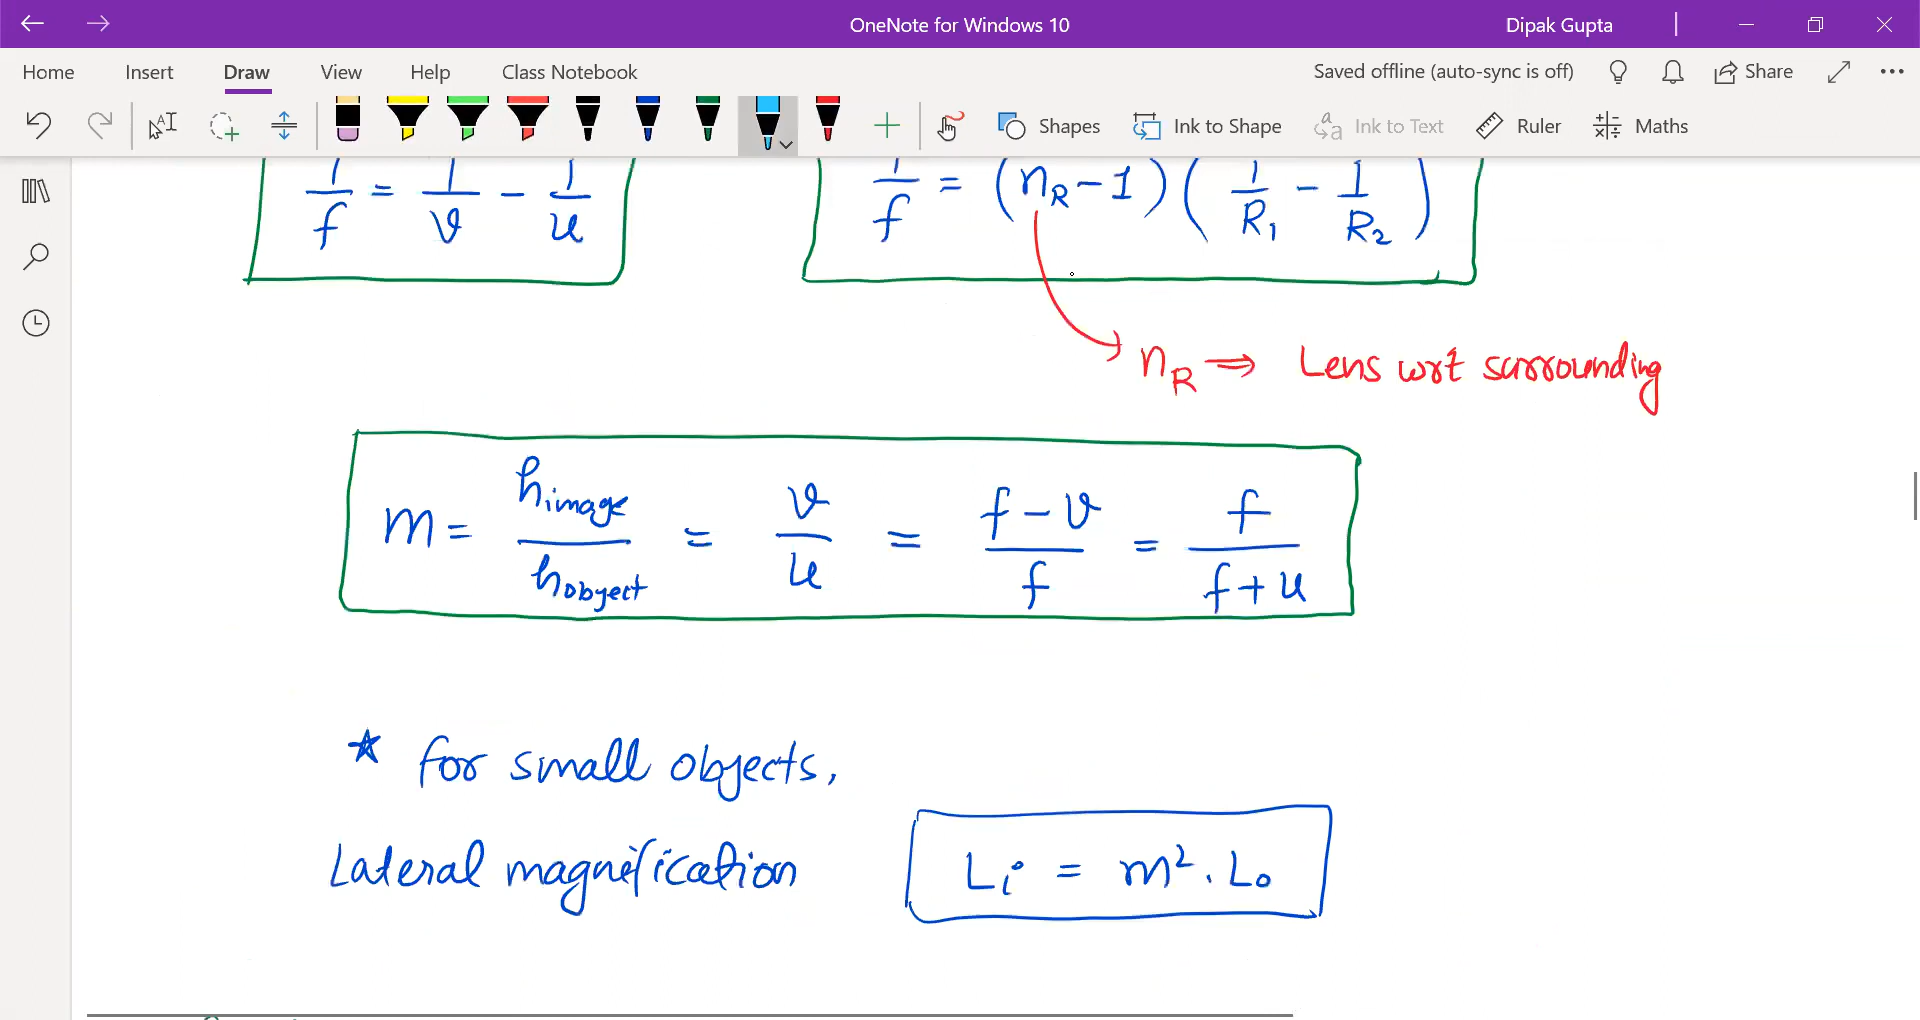 OneNote for Windows 10
Dipak Gupta
Home Insert Draw View Help Class Notebook
Saved offline (auto-sync is off) Share
Shapes Ink to Shape Ink to Text Ruler Maths
1/f = 1/v - 1/u
1/f = (nR - 1)(1/R1 - 1/R2)
nR ⇒ Lens wrt surrounding
m = himage/hobject = v/u = f - v/f = f/f + u
* for small objects,
Lateral magnification
Li = m². Lo